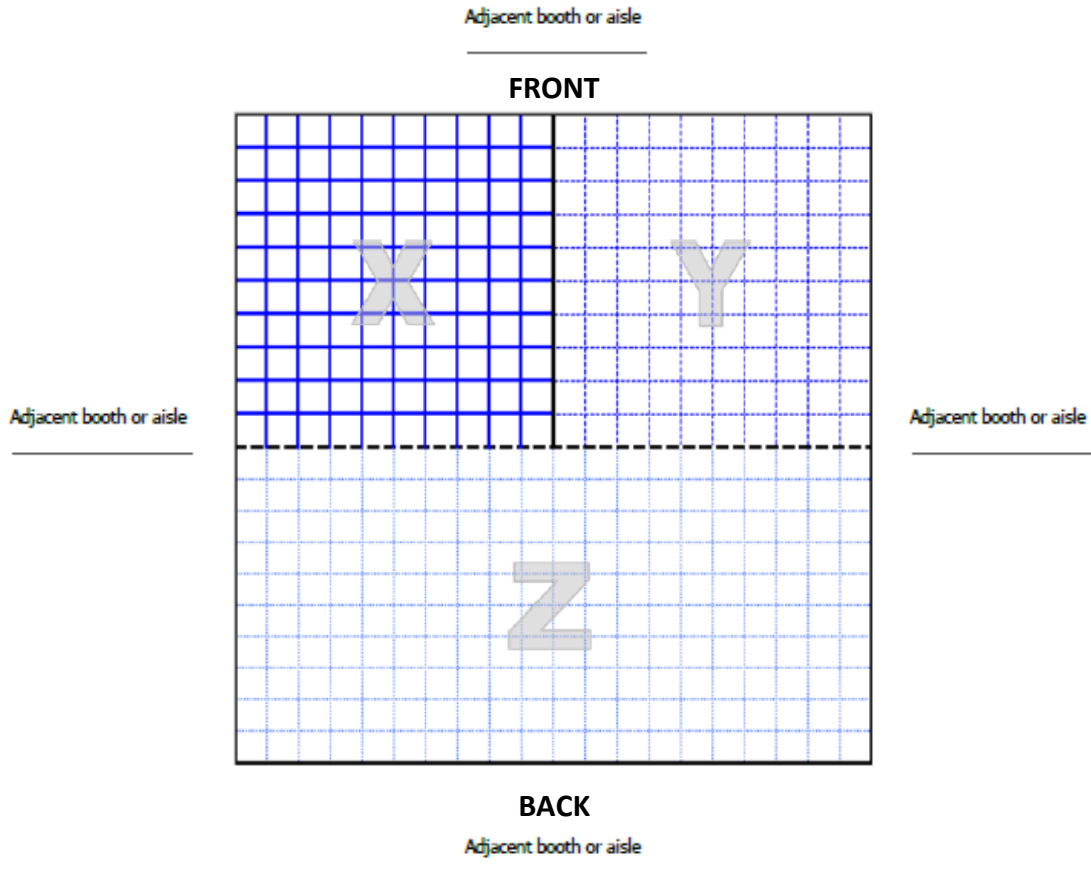 Adjacent booth or aisle
FRONT
X Y
Adjacent booth or aisle Adjacent booth or aisle
Z
BACK
Adjacent booth or aisle